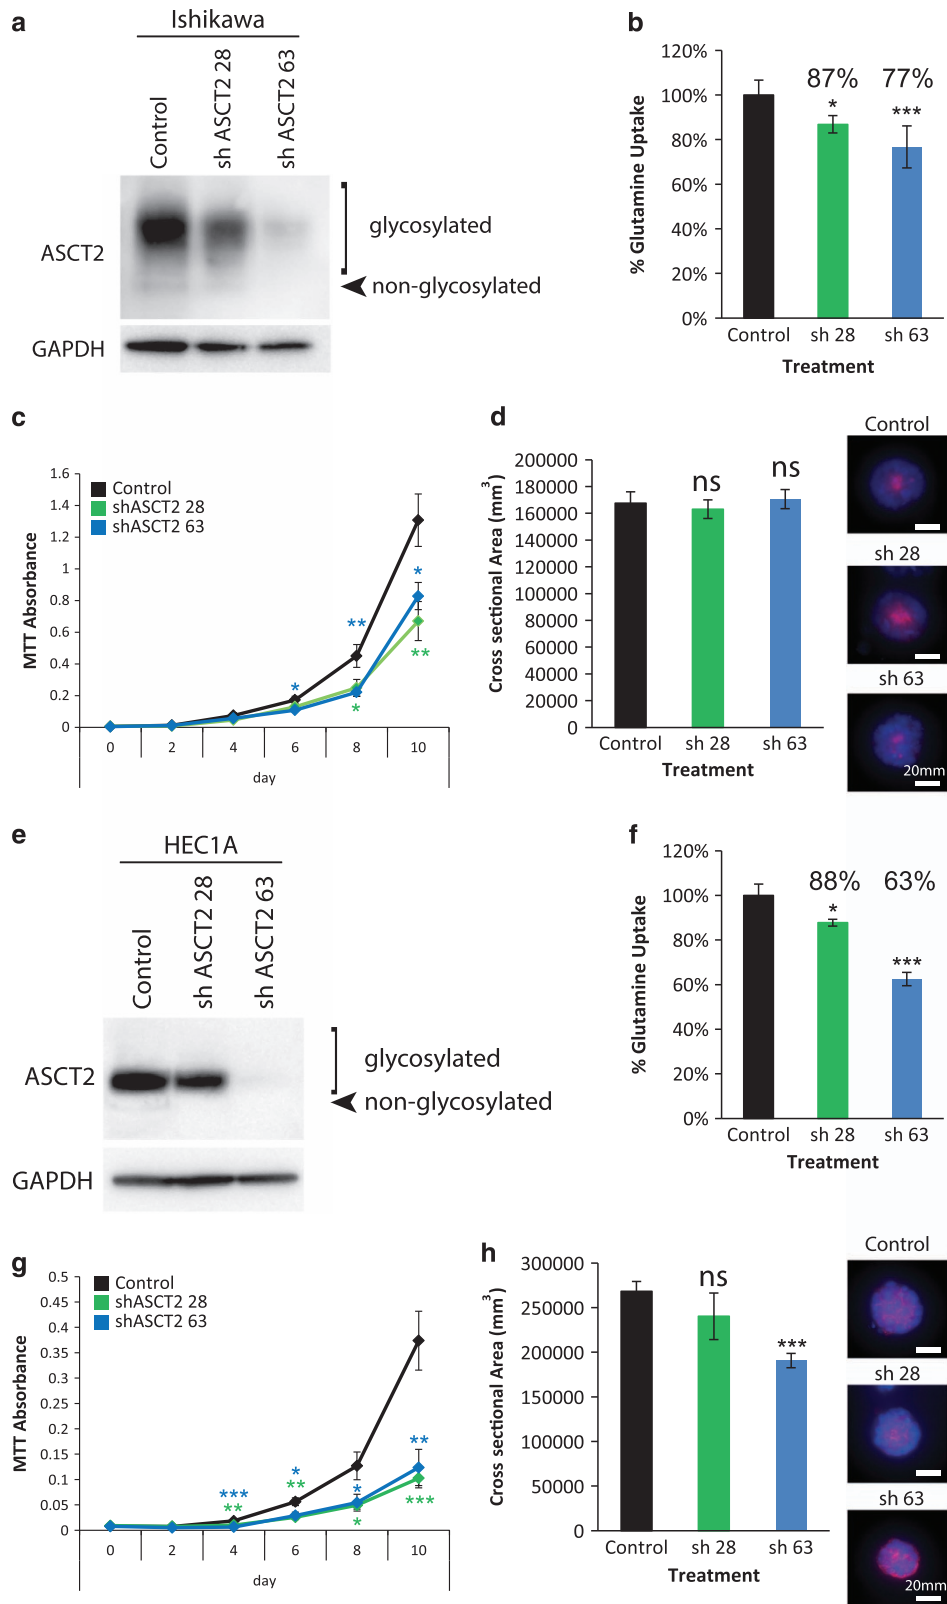 a
Ishikawa
Control
sh ASCT2 28
sh ASCT2 63
ASCT2
glycosylated
non-glycosylated
GAPDH
b
% Glutamine Uptake
120%
100%
80%
60%
40%
20%
0%
87%
77%
*
***
Control
sh 28
sh 63
Treatment
c
MTT Absorbance
1.6
1.4
1.2
1
0.8
0.6
0.4
0.2
0
Control
shASCT2 28
shASCT2 63
*
**
*
*
**
0 2 4 6 8 10
day
d
Cross sectional Area (mm3)
200000
180000
160000
140000
120000
100000
80000
60000
40000
20000
0
ns
ns
Control
sh 28
sh 63
Treatment
Control
sh 28
sh 63
20mm
e
HEC1A
Control
sh ASCT2 28
sh ASCT2 63
ASCT2
glycosylated
non-glycosylated
GAPDH
f
% Glutamine Uptake
120%
100%
80%
60%
40%
20%
0%
88%
63%
*
***
Control
sh 28
sh 63
Treatment
g
MTT Absorbance
0.5
0.45
0.4
0.35
0.3
0.25
0.2
0.15
0.1
0.05
0
Control
shASCT2 28
shASCT2 63
***
**
*
**
*
*
**
***
0 2 4 6 8 10
day
h
Cross sectional Area (mm3)
300000
250000
200000
150000
100000
50000
0
ns
***
Control
sh 28
sh 63
Treatment
Control
sh 28
sh 63
20mm